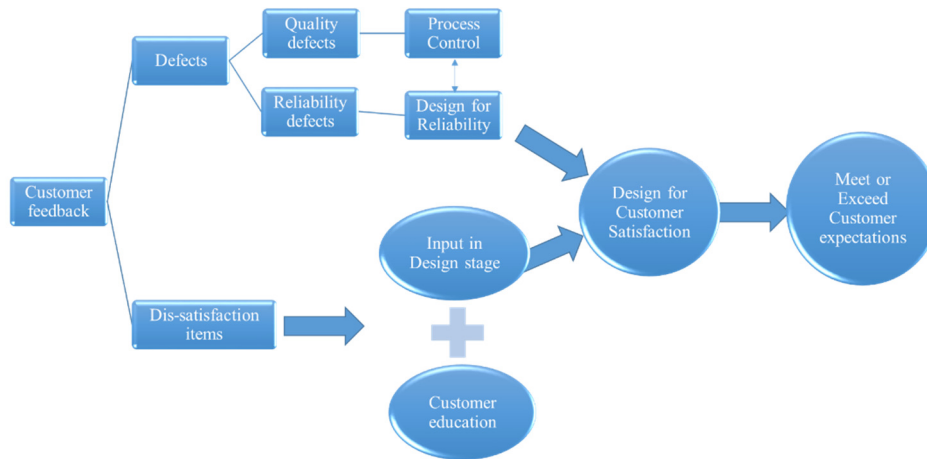 Quality
defects
Process
Control
Defects
Reliability
defects
Design for
Reliability
Customer
feedback
Design for
Customer
Satisfaction
Meet or
Exceed
Customer
expectations
Input in
Design stage
Dis-satisfaction
items
Customer
education